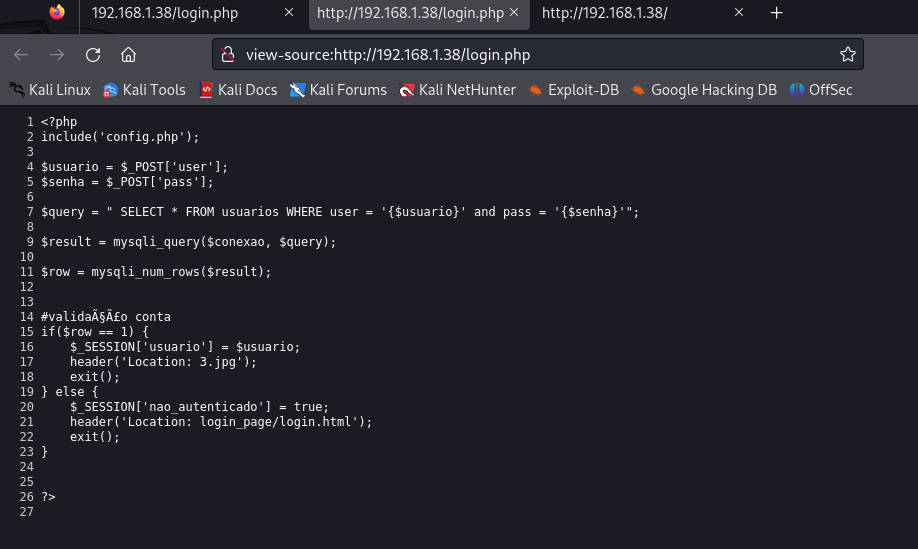 192.168.1.38/login.php × http://192.168.1.38/login.php × http://192.168.1.38/ × +
view-source:http://192.168.1.38/login.php
Kali Linux Kali Tools Kali Docs Kali Forums Kali NetHunter Exploit-DB Google Hacking DB OffSec
1 <?php
2 include('config.php');
3
4 $usuario = $_POST['user'];
5 $senha = $_POST['pass'];
6
7 $query = " SELECT * FROM usuarios WHERE user = '{$usuario}' and pass = '{$senha}'";
8
9 $result = mysqli_query($conexao, $query);
10
11 $row = mysqli_num_rows($result);
12
13
14 #validaÃ§Ã£o conta
15 if($row == 1) {
16     $_SESSION['usuario'] = $usuario;
17     header('Location: 3.jpg');
18     exit();
19 } else {
20     $_SESSION['nao_autenticado'] = true;
21     header('Location: login_page/login.html');
22     exit();
23 }
24
25
26 ?>
27